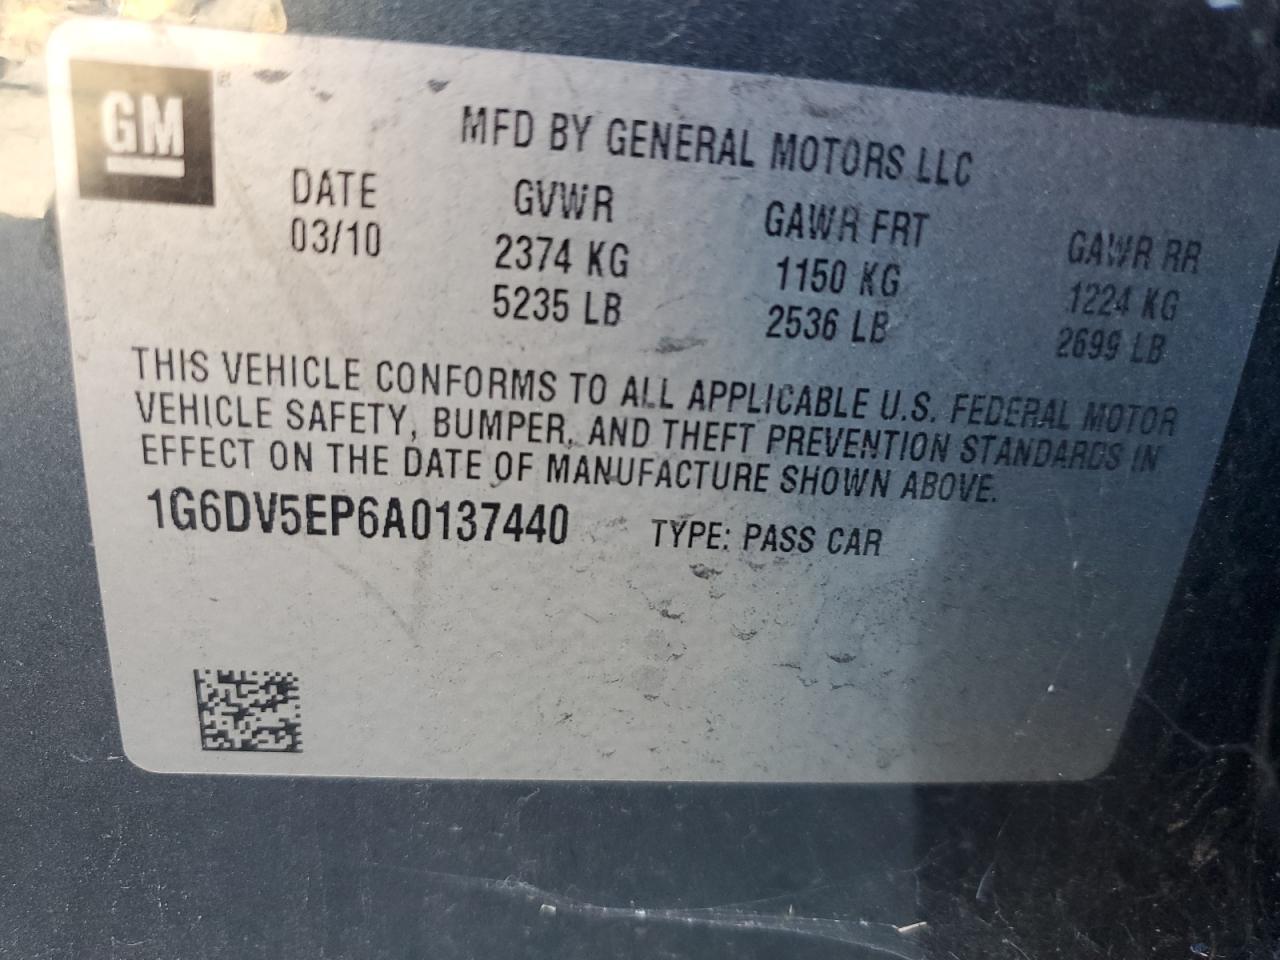 GM
MFD BY GENERAL MOTORS LLC
DATE GVWR GAWR FRT GAWR RR
03/10 2374 KG 1150 KG 1224 KG
5235 LB 2536 LB 2699 LB
THIS VEHICLE CONFORMS TO ALL APPLICABLE U.S. FEDERAL MOTOR
VEHICLE SAFETY, BUMPER, AND THEFT PREVENTION STANDARDS IN
EFFECT ON THE DATE OF MANUFACTURE SHOWN ABOVE.
1G6DV5EP6A0137440 TYPE: PASS CAR